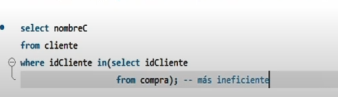 select nombreC
from cliente
where idCliente in(select idCliente
from compra); -- más ineficiente